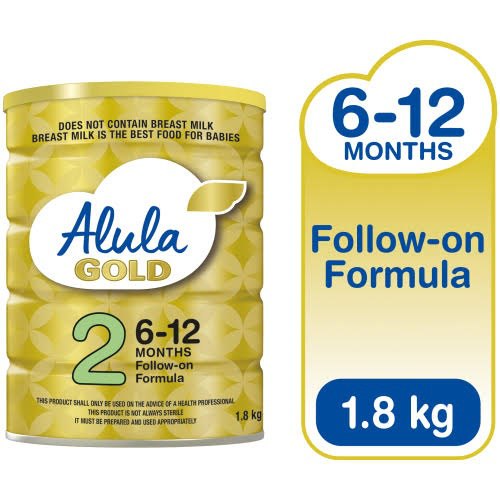 DOES NOT CONTAIN BREAST MILK
BREAST MILK IS THE BEST FOOD FOR BABIES
Alula
GOLD
2
6-12
MONTHS
Follow-on
Formula
THIS PRODUCT SHALL ONLY BE USED ON THE ADVICE OF A HEALTH PROFESSIONAL.
THIS PRODUCT IS NOT ALWAYS STERILE
IT MUST BE PREPARED AND USED APPROPRIATELY
1.8 kg
6-12
MONTHS
Follow-on
Formula
1.8 kg